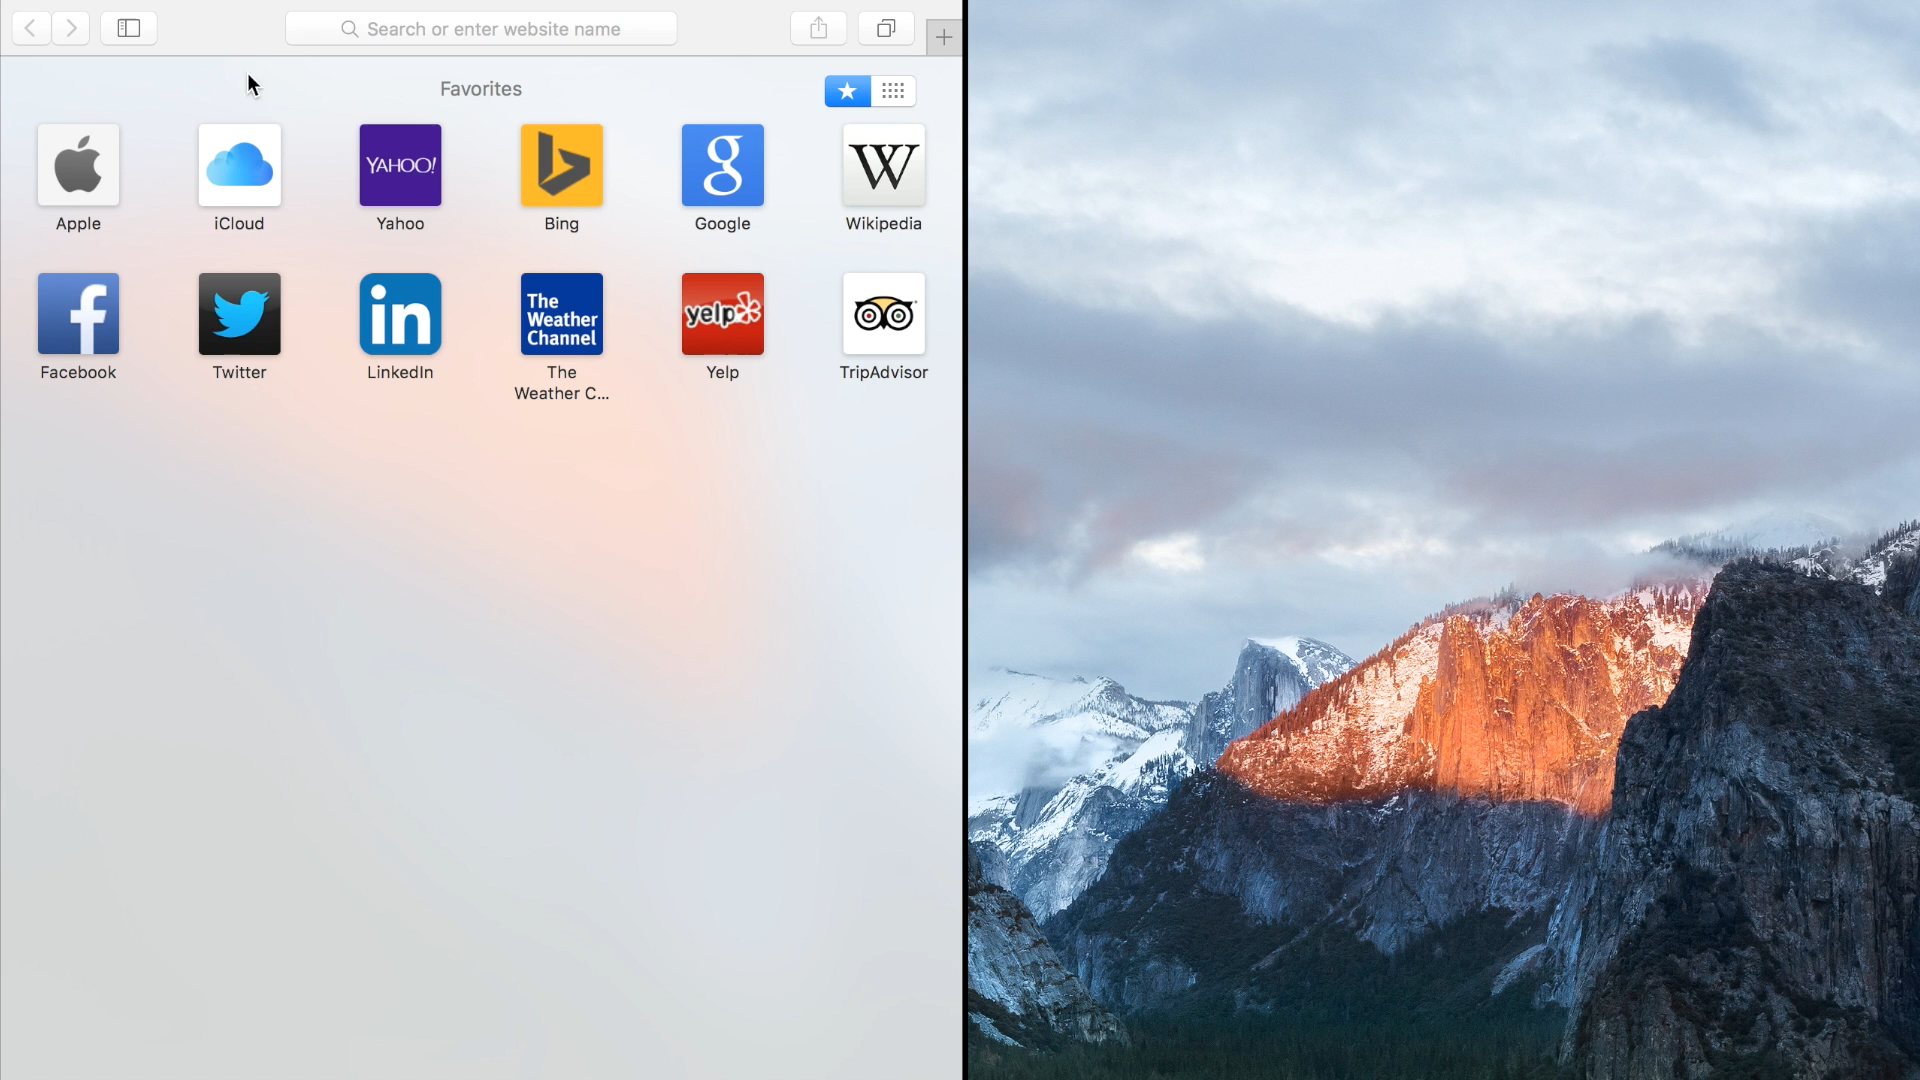 Search or enter website name
Favorites
YAHOO!
g
W
Apple
iCloud
Yahoo
Bing
Google
Wikipedia
f
in
The
Weather
Channel
yelp
Facebook
Twitter
LinkedIn
The
Weather C...
Yelp
TripAdvisor